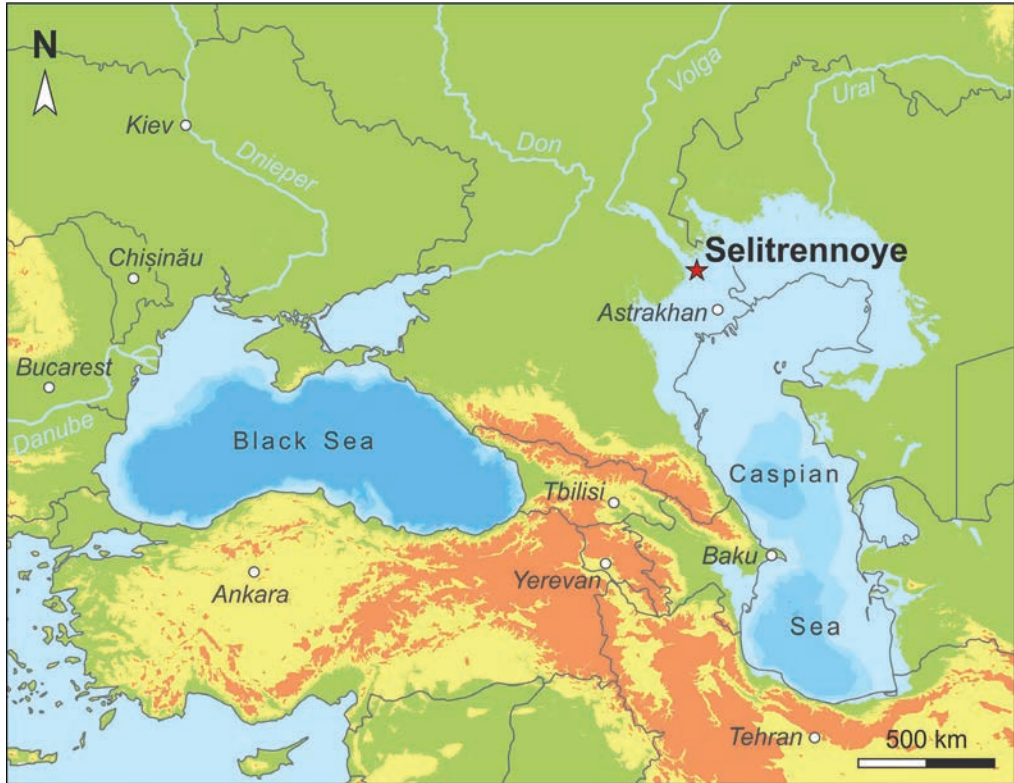 N
Volga
Ural
Kiev
Dnieper
Don
Selitrennoye
Chișinău
Astrakhan
Bucarest
Danube
Black Sea
Caspian
Tbilisi
Baku
Yerevan
Ankara
Sea
Tehran
500 km